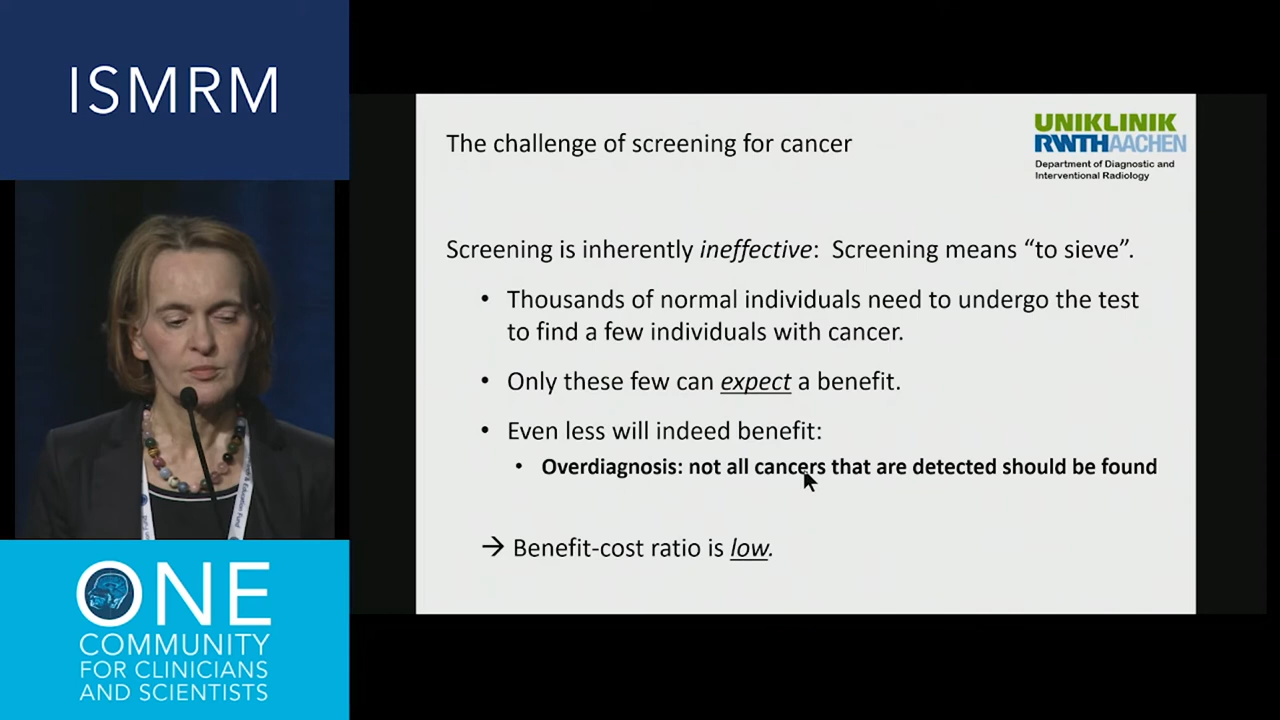 ISMRM
The challenge of screening for cancer
UNIKLINIK
RWTHAACHEN
Department of Diagnostic and
Interventional Radiology
Screening is inherently ineffective: Screening means “to sieve”.
• Thousands of normal individuals need to undergo the test
to find a few individuals with cancer.
• Only these few can expect a benefit.
• Even less will indeed benefit:
• Overdiagnosis: not all cancers that are detected should be found
→ Benefit-cost ratio is low.
& Education Fund
ONE
COMMUNITY
FOR CLINICIANS
AND SCIENTISTS